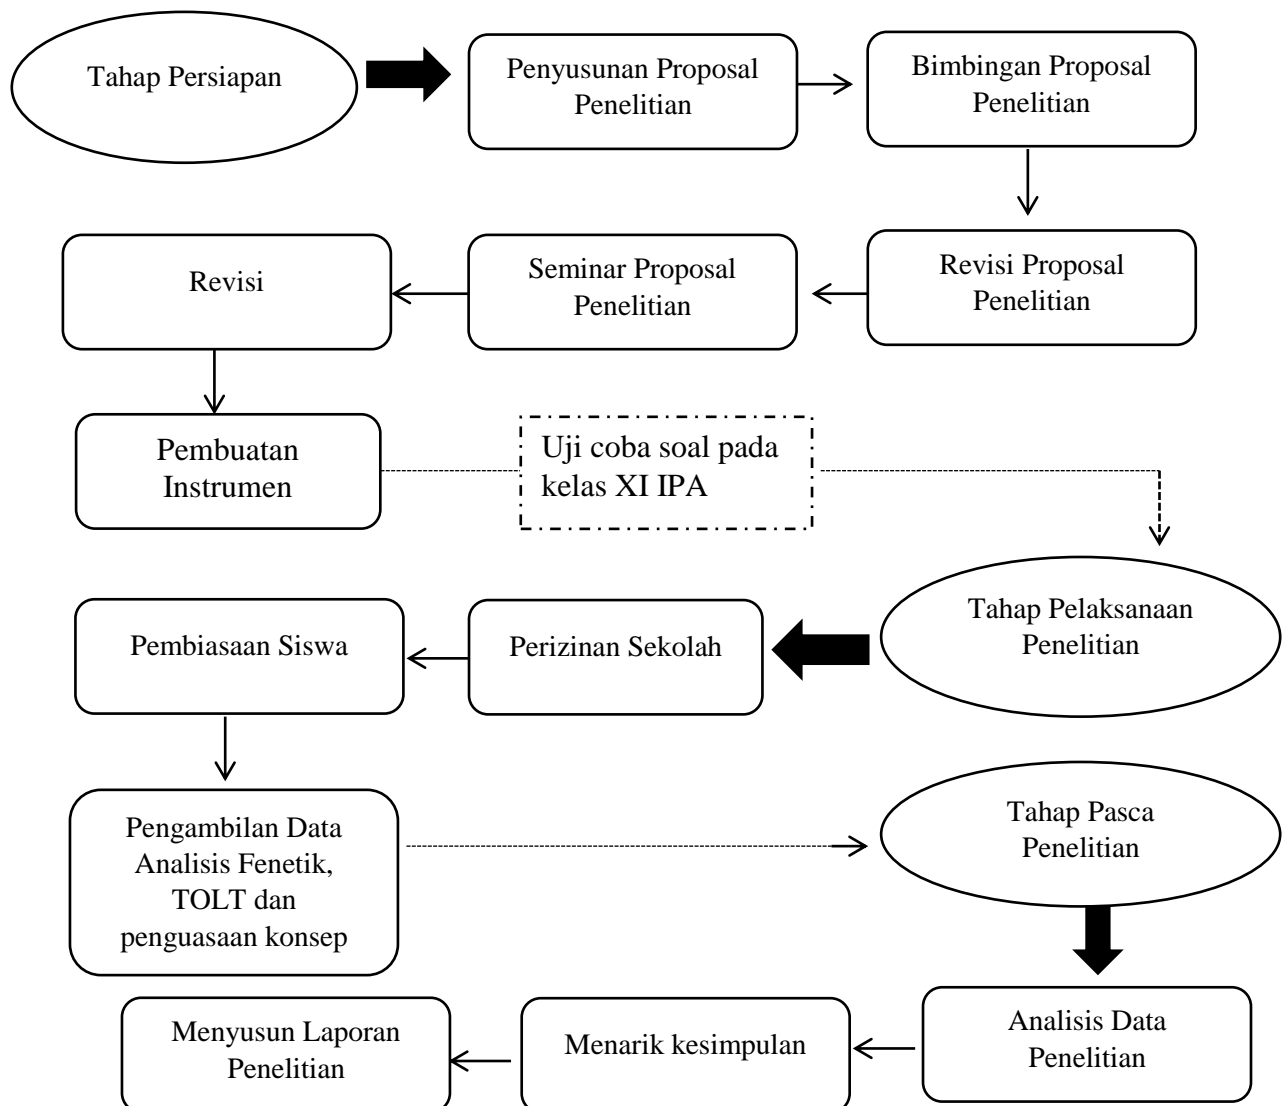 Tahap Persiapan
Penyusunan Proposal
Penelitian
Bimbingan Proposal
Penelitian
Revisi Proposal
Penelitian
Seminar Proposal
Penelitian
Revisi
Pembuatan
Instrumen
Uji coba soal pada
kelas XI IPA
Tahap Pelaksanaan
Penelitian
Perizinan Sekolah
Pembiasaan Siswa
Pengambilan Data
Analisis Fenetik,
TOLT dan
penguasaan konsep
Tahap Pasca
Penelitian
Analisis Data
Penelitian
Menarik kesimpulan
Menyusun Laporan
Penelitian